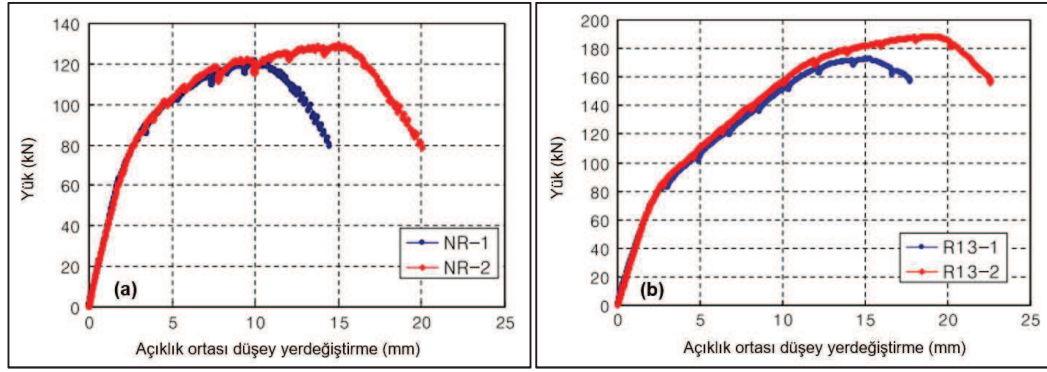 140
120
100
80
60
40
20
0
Yük (kN)
(a)
NR-1
NR-2
0 5 10 15 20 25
Açıklık ortası düşey yerdeğiştirme (mm)
200
180
160
140
120
100
80
60
40
20
0
Yük (kN)
(b)
R13-1
R13-2
0 5 10 15 20 25
Açıklık ortası düşey yerdeğiştirme (mm)